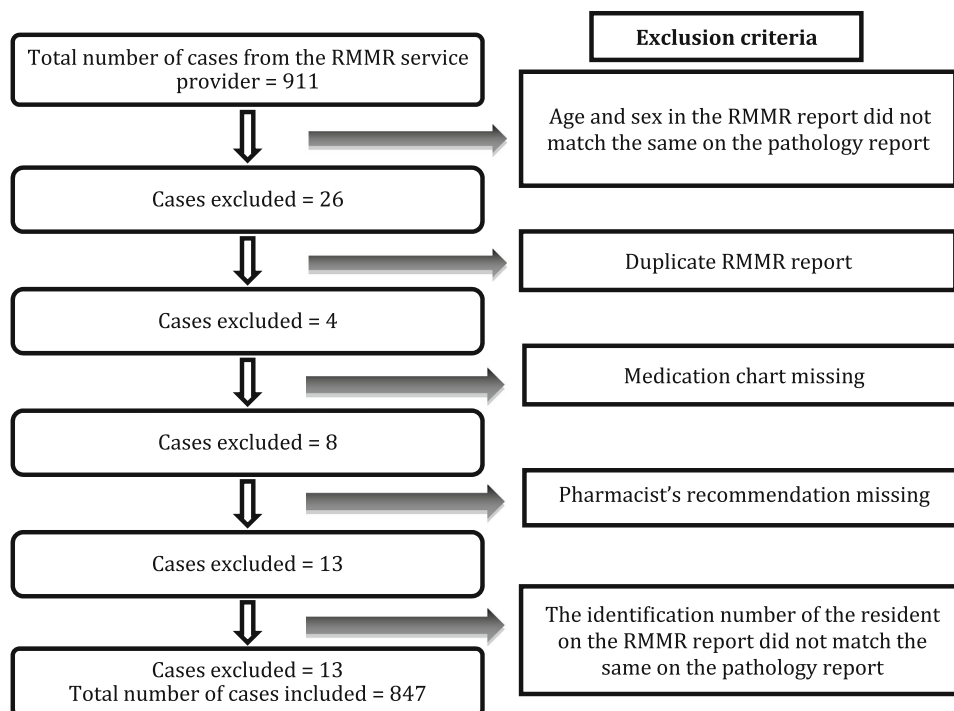 Total number of cases from the RMMR service
provider = 911
Exclusion criteria
Age and sex in the RMMR report did not
match the same on the pathology report
Cases excluded = 26
Duplicate RMMR report
Cases excluded = 4
Medication chart missing
Cases excluded = 8
Pharmacist’s recommendation missing
Cases excluded = 13
The identification number of the resident
on the RMMR report did not match the
same on the pathology report
Cases excluded = 13
Total number of cases included = 847